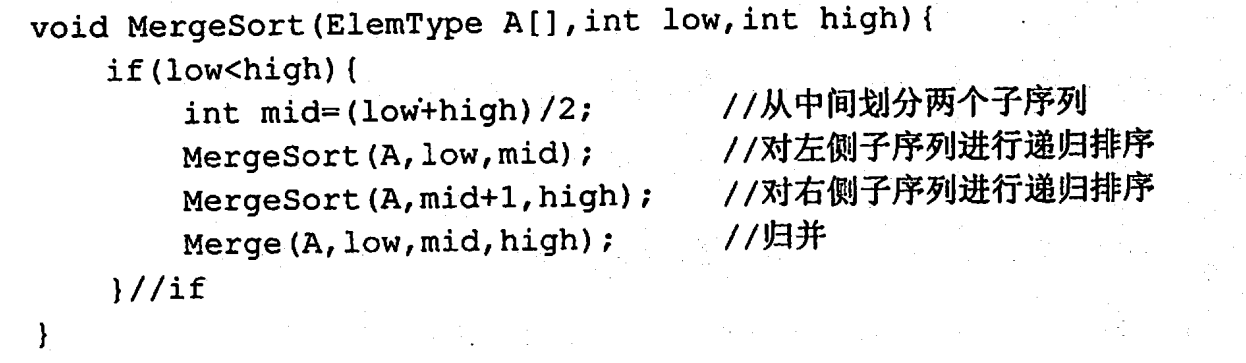 void MergeSort(ElemType A[],int low,int high){
if(low<high){
int mid=(low+high)/2; //从中间划分两个子序列
MergeSort(A,low,mid); //对左侧子序列进行递归排序
MergeSort(A,mid+1,high); //对右侧子序列进行递归排序
Merge(A,low,mid,high); //归并
}//if
}